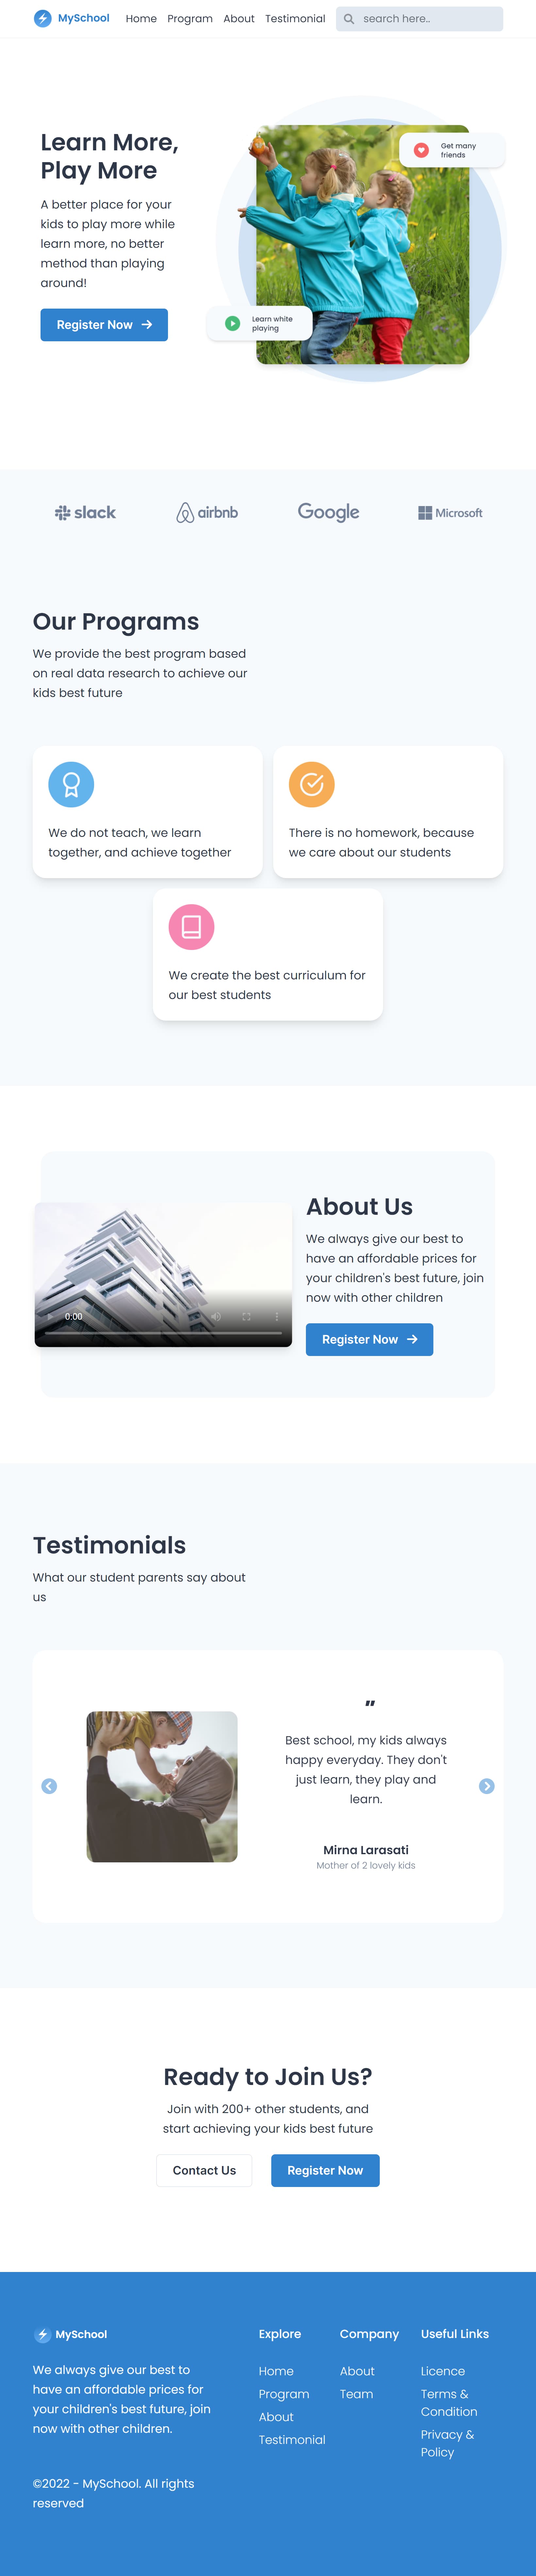 MySchool
Home Program About Testimonial
search here..
Learn More,
Play More
A better place for your
kids to play more while
learn more, no better
method than playing
around!
Register Now
Get many
friends
Learn white
playing
slack
airbnb
Google
Microsoft
Our Programs
We provide the best program based
on real data research to achieve our
kids best future
We do not teach, we learn
together, and achieve together
There is no homework, because
we care about our students
We create the best curriculum for
our best students
0:00
About Us
We always give our best to
have an affordable prices for
your children's best future, join
now with other children
Register Now
Testimonials
What our student parents say about
us
"
Best school, my kids always
happy everyday. They don't
just learn, they play and
learn.
Mirna Larasati
Mother of 2 lovely kids
Ready to Join Us?
Join with 200+ other students, and
start achieving your kids best future
Contact Us
Register Now
MySchool
We always give our best to
have an affordable prices for
your children's best future, join
now with other children.
©2022 - MySchool. All rights
reserved
Explore
Home
Program
About
Testimonial
Company
About
Team
Useful Links
Licence
Terms &
Condition
Privacy &
Policy